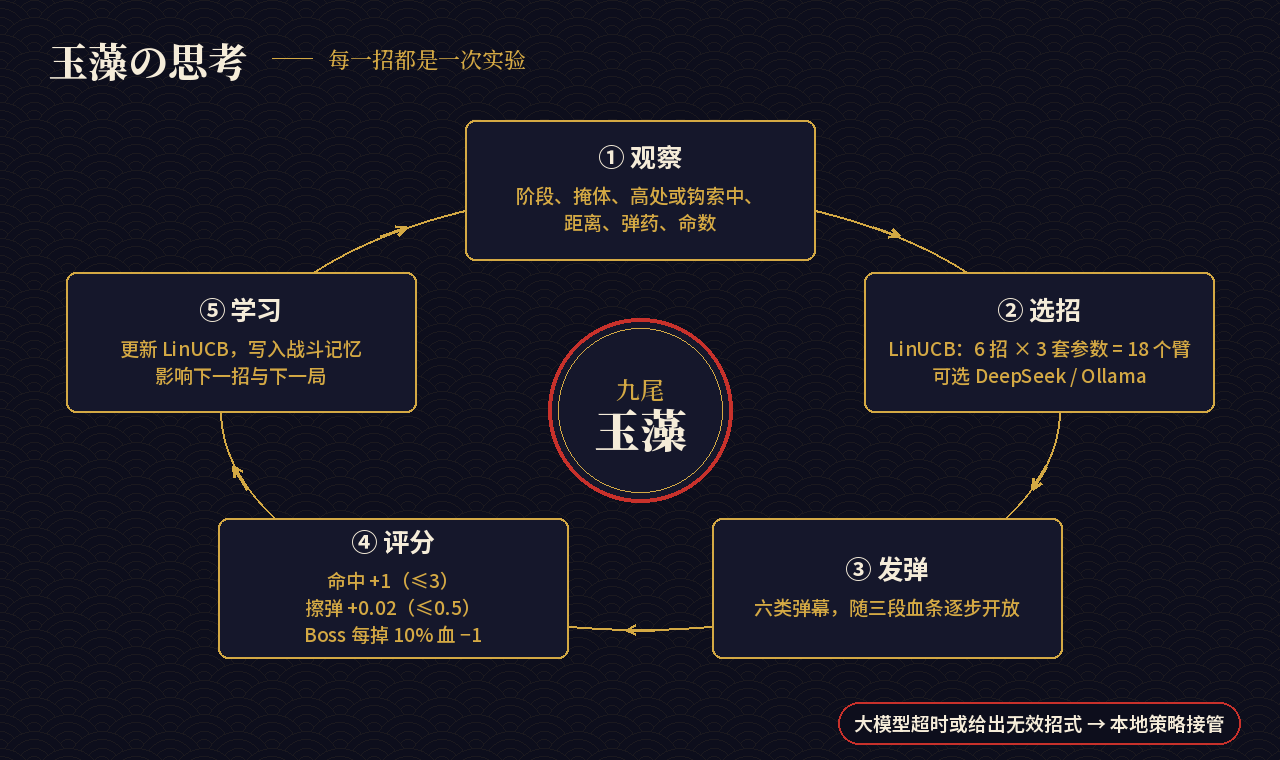 玉藻の思考
—— 每一招都是一次实验
① 观察
阶段、掩体、高处或钩索中、
距离、弹药、命数
② 选招
LinUCB：6 招 × 3 套参数 = 18 个臂
可选 DeepSeek / Ollama
③ 发弹
六类弹幕，随三段血条逐步开放
④ 评分
命中 +1（≤3）
擦弹 +0.02（≤0.5）
Boss 每掉 10% 血 −1
⑤ 学习
更新 LinUCB，写入战斗记忆
影响下一招与下一局
九尾
玉藻
大模型超时或给出无效招式 → 本地策略接管